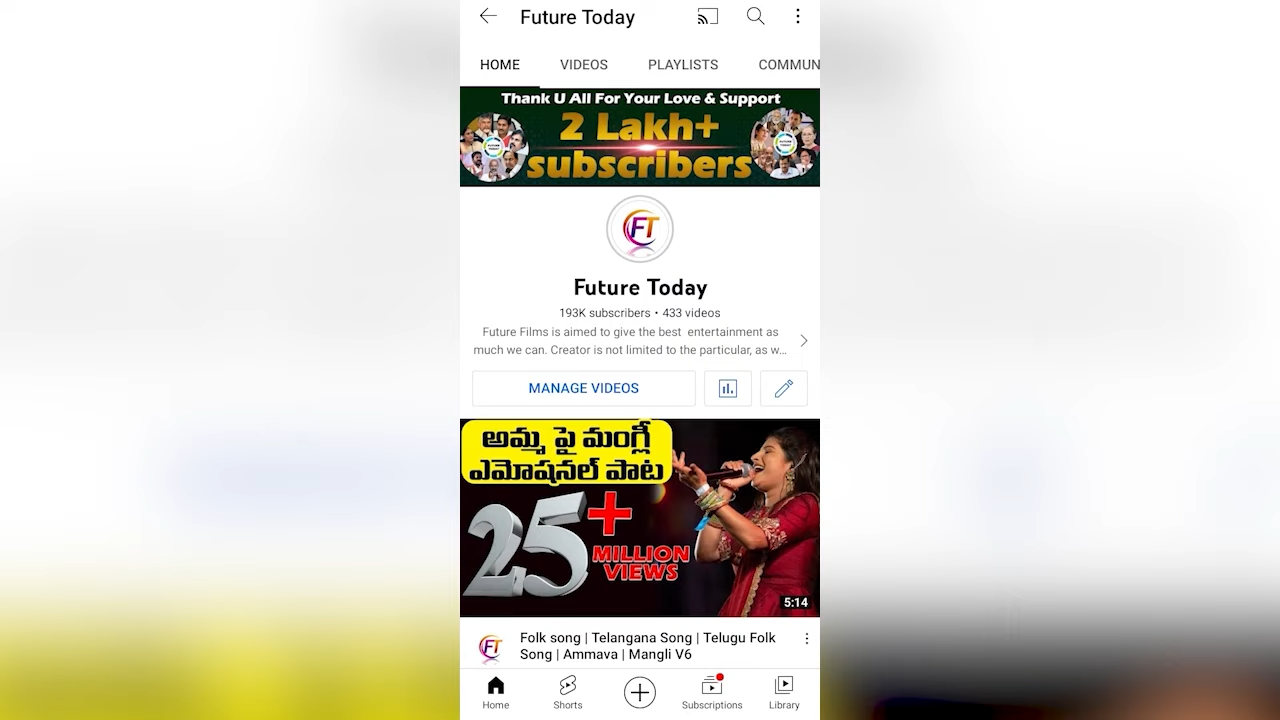 Future Today
HOME VIDEOS PLAYLISTS COMMUN
Thank U All For Your Love & Support
2 Lakh+
subscribers
FT
Future Today
193K subscribers • 433 videos
Future Films is aimed to give the best entertainment as
much we can. Creator is not limited to the particular, as w...
MANAGE VIDEOS
అమ్మ పై మంగ్లీ
ఎమోషనల్ పాట
25+
MILLION
VIEWS
5:14
FT
Folk song | Telangana Song | Telugu Folk
Song | Ammava | Mangli V6
Home Shorts Subscriptions Library